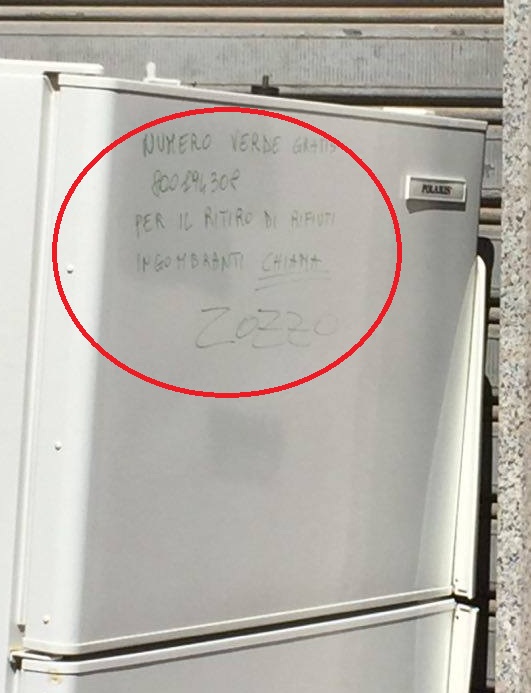 NUMERO VERDE GRATIS
POLARIS
PER IL RITIRO DI RIFIUTI
INGOMBRANTI CHIAMA
ZOZZO